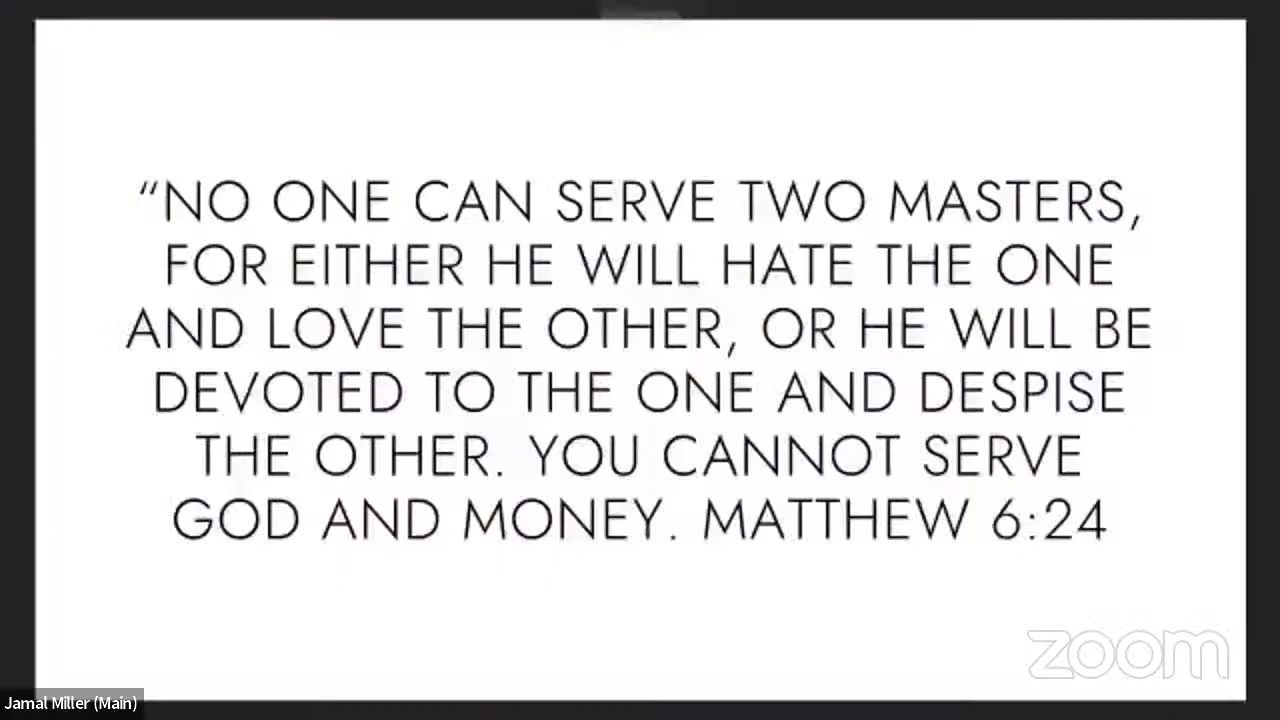 “NO ONE CAN SERVE TWO MASTERS,
FOR EITHER HE WILL HATE THE ONE
AND LOVE THE OTHER, OR HE WILL BE
DEVOTED TO THE ONE AND DESPISE
THE OTHER. YOU CANNOT SERVE
GOD AND MONEY. MATTHEW 6:24
zoom
Jamal Miller (Main)